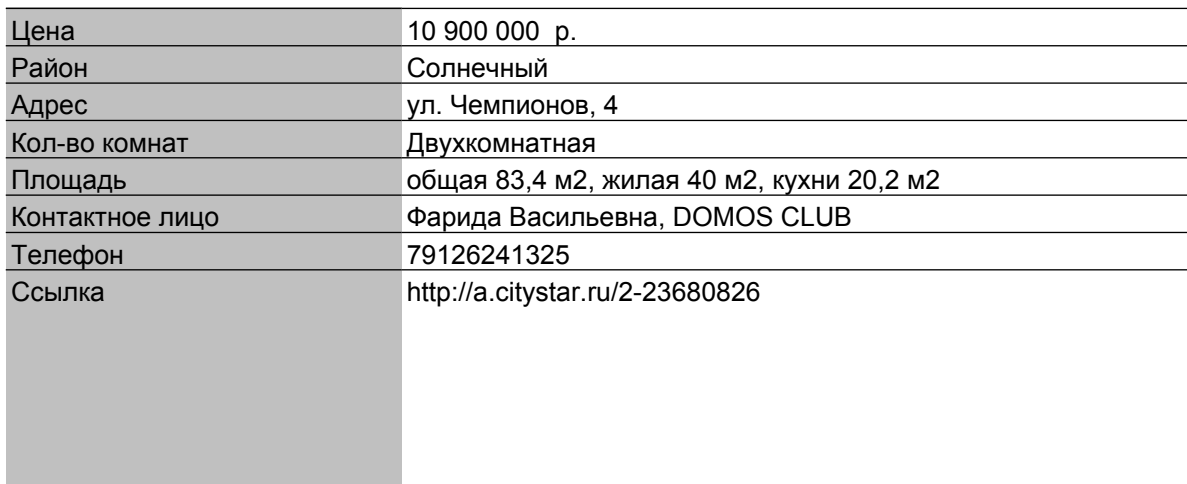 Цена 10 900 000 р.
Район Солнечный
Адрес ул. Чемпионов, 4
Кол-во комнат Двухкомнатная
Площадь общая 83,4 м2, жилая 40 м2, кухни 20,2 м2
Контактное лицо Фарида Васильевна, DOMOS CLUB
Телефон 79126241325
Ссылка http://a.citystar.ru/2-23680826